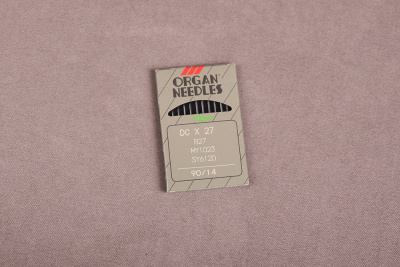 ORGAN
NEEDLES
DC X 27
B27
MY1023
SY6120
90/14